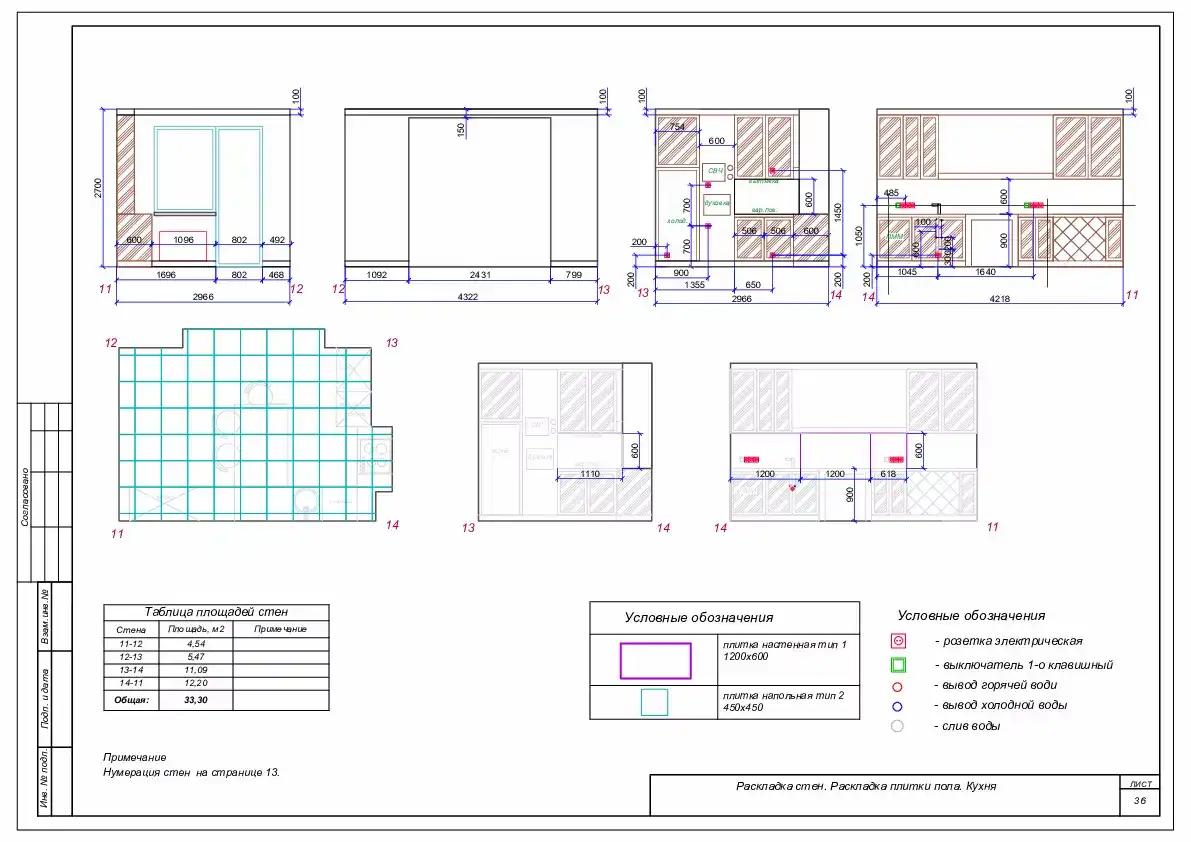 100
2700
600 1096 802 492
1696 802 468
11 12
2966
100
150
1092 2431 799
12 13
4322
100
754
600
СВЧ
вытяжка
духовка
вар.пов.
холод.
700
700
600
1450
506 506 600
200
200
200
900
1355 650
13 14
2966
100
485
600
1050
100
ПММ
600
200
300
900
200
1045 1640
14 11
4218
12 13
11 14
600
1110
13 14
600
1200 1200 618
900
14 11
Согласовано
Взам. инв. №
Подп. и дата
Инв. № подл.
Таблица площадей стен
Стена Площадь, м2 Примечание
11-12 4,54
12-13 5,47
13-14 11,09
14-11 12,20
Общая: 33,30
Примечание
Нумерация стен на странице 13.
Условные обозначения
плитка настенная тип 1
1200х600
плитка напольная тип 2
450х450
Условные обозначения
- розетка электрическая
- выключатель 1-о клавишный
- вывод горячей води
- вывод холодной воды
- слив воды
Раскладка стен. Раскладка плитки пола. Кухня
ЛИСТ
36